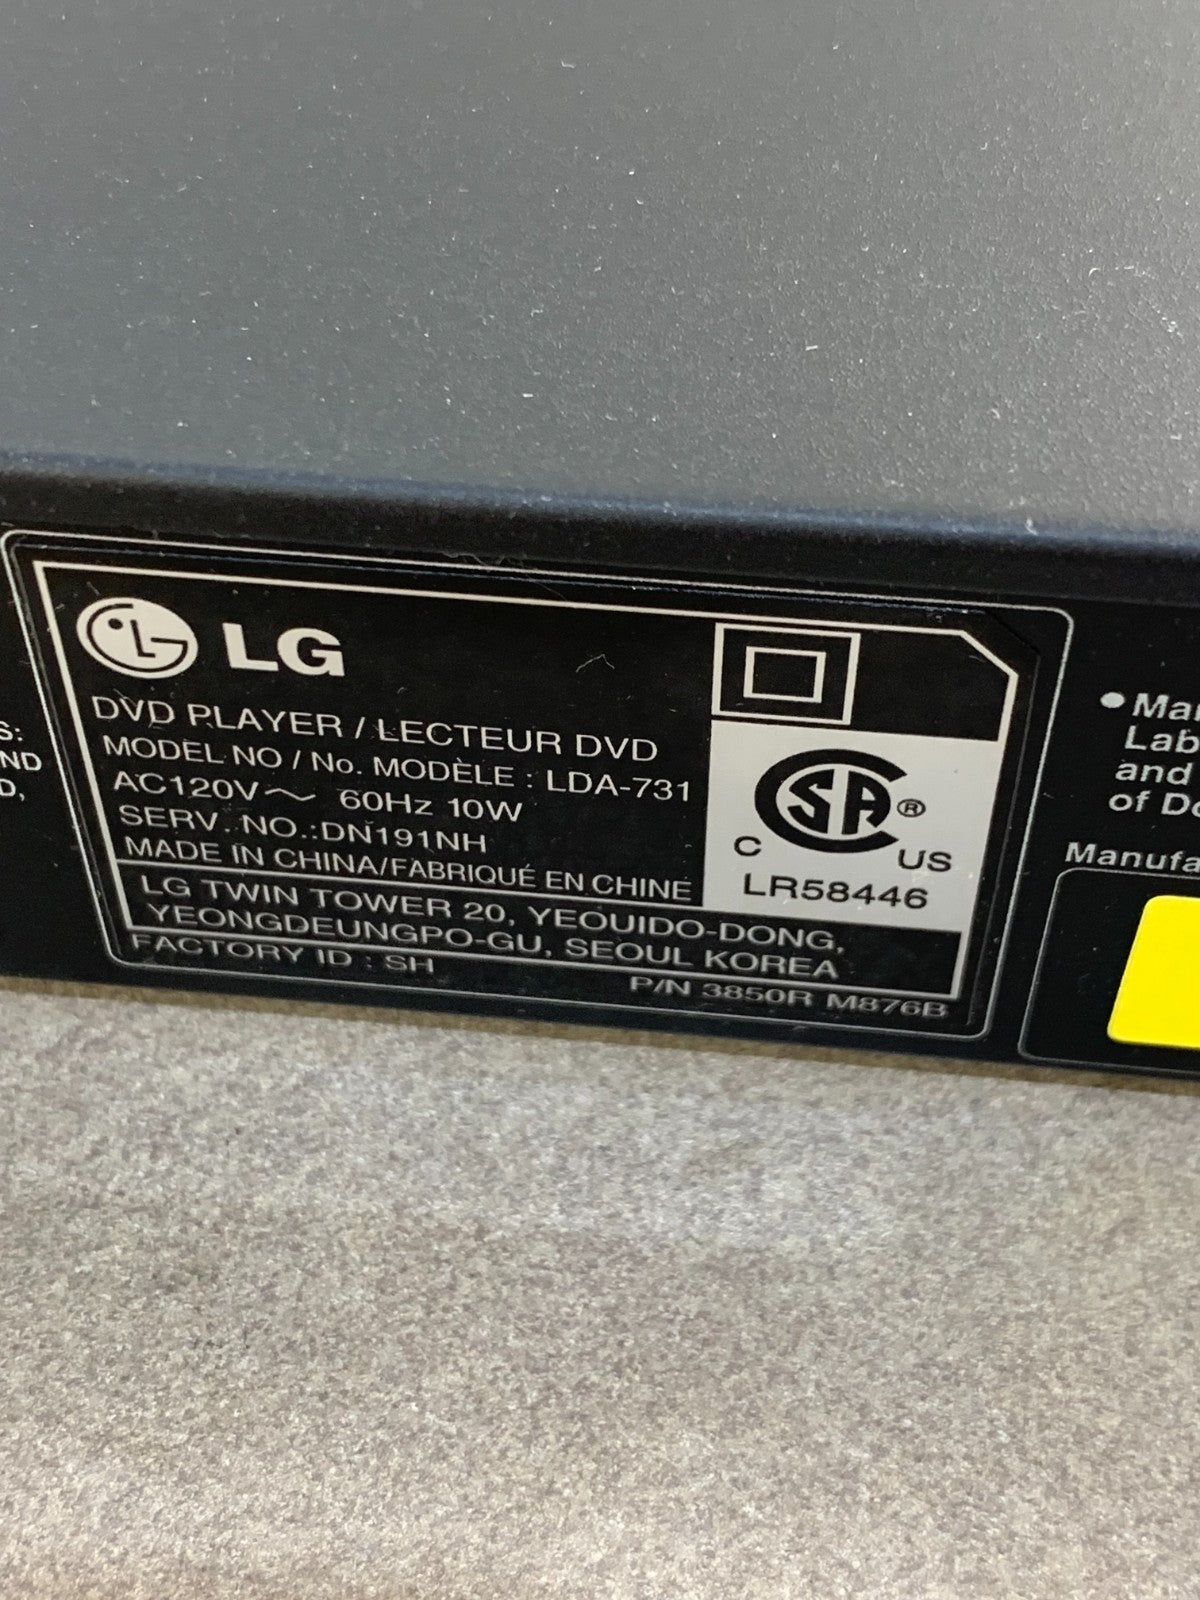 LG
DVD PLAYER / LECTEUR DVD
MODEL NO / No. MODÈLE : LDA-731
AC120V~ 60Hz 10W
SERV. NO.:DN191NH
MADE IN CHINA/FABRIQUÉ EN CHINE
LG TWIN TOWER 20, YEOUIDO-DONG,
YEONGDEUNGPO-GU, SEOUL KOREA
FACTORY ID : SH
P/N 3850R M876B
SA ®
C US
LR58446
S:
ND
D,
Lab
and
of